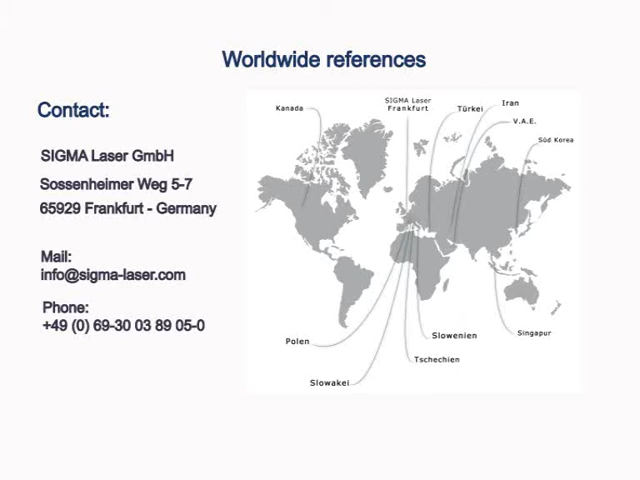 Worldwide references
Contact:
SIGMA Laser GmbH
Sossenheimer Weg 5-7
65929 Frankfurt - Germany
Mail:
info@sigma-laser.com
Phone:
+49 (0) 69-30 03 89 05-0
Kanada
SIGMA Laser
Frankfurt
Türkei
Iran
V.A.E.
Süd Korea
Polen
Slowakei
Tschechien
Slowenien
Singapur